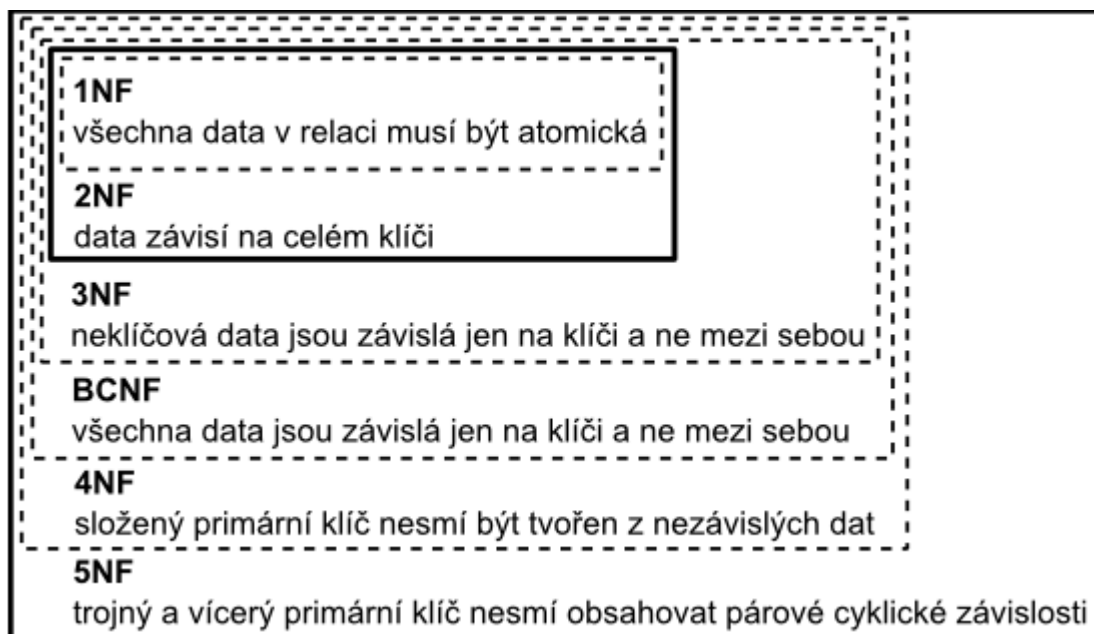 1NF
všechna data v relaci musí být atomická
2NF
data závisí na celém klíči
3NF
neklíčová data jsou závislá jen na klíči a ne mezi sebou
BCNF
všechna data jsou závislá jen na klíči a ne mezi sebou
4NF
složený primární klíč nesmí být tvořen z nezávislých dat
5NF
trojný a vícerý primární klíč nesmí obsahovat párové cyklické závislosti